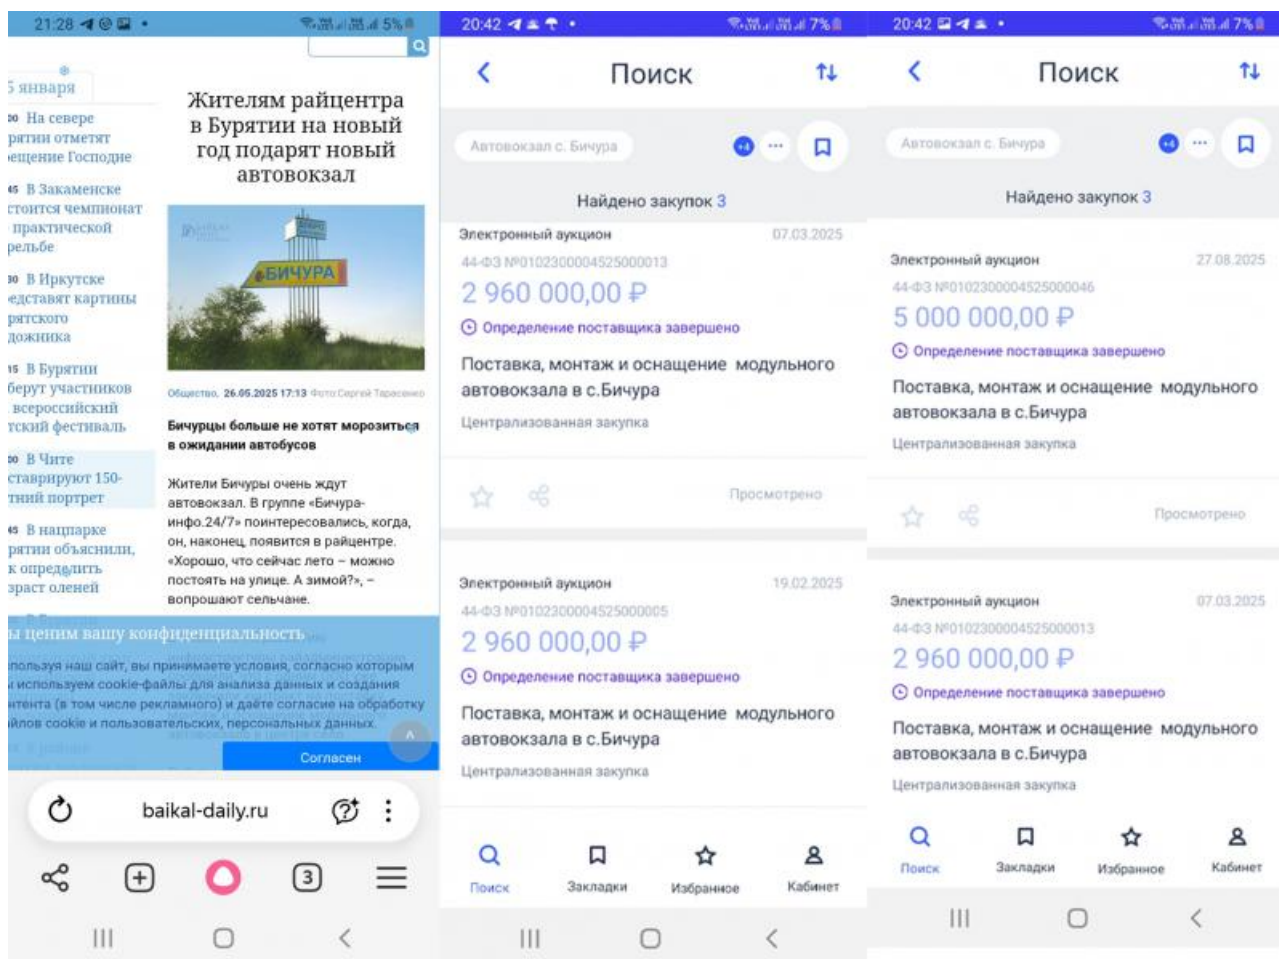 21:28
5%
5 января
На севере
рятии отметят
ещение Господне
45 В Закаменске
стоится чемпионат
практической
рельбе
30 В Иркутске
едставят картины
рятского
дожника
15 В Бурятии
берут участников
всероссийский
тский фестиваль
00 В Чите
ставрируют 150-
тний портрет
45 В нацпарке
рятии объяснили,
к определить
зраст оленей
Жителям райцентра
в Бурятии на новый
год подарят новый
автовокзал
БИЧУРА
Общество, 26.05.2025 17:13 Фото: Сергей Тарасенко
Бичурцы больше не хотят морозиться
в ожидании автобусов
Жители Бичуры очень ждут
автовокзал. В группе «Бичура-
инфо.24/7» поинтересовались, когда,
он, наконец, появится в райцентре.
«Хорошо, что сейчас лето – можно
постоять на улице. А зимой?», –
вопрошают сельчане.
ы ценим вашу конфиденциальность
пользуя наш сайт, вы принимаете условия, согласно которым
ы используем cookie-файлы для анализа данных и создания
нтента (в том числе рекламного) и даёте согласие на обработку
йлов cookie и пользовательских, персональных данных.
Согласен
baikal-daily.ru
3
20:42
7%
Поиск
Автовокзал с. Бичура
+4
Найдено закупок 3
Электронный аукцион 07.03.2025
44-ФЗ №0102300004525000013
2 960 000,00 ₽
Определение поставщика завершено
Поставка, монтаж и оснащение модульного
автовокзала в с.Бичура
Централизованная закупка
Просмотрено
Электронный аукцион 19.02.2025
44-ФЗ №0102300004525000005
2 960 000,00 ₽
Определение поставщика завершено
Поставка, монтаж и оснащение модульного
автовокзала в с.Бичура
Централизованная закупка
Поиск Закладки Избранное Кабинет
20:42
7%
Поиск
Автовокзал с. Бичура
+4
Найдено закупок 3
Электронный аукцион 27.08.2025
44-ФЗ №0102300004525000046
5 000 000,00 ₽
Определение поставщика завершено
Поставка, монтаж и оснащение модульного
автовокзала в с.Бичура
Централизованная закупка
Просмотрено
Электронный аукцион 07.03.2025
44-ФЗ №0102300004525000013
2 960 000,00 ₽
Определение поставщика завершено
Поставка, монтаж и оснащение модульного
автовокзала в с.Бичура
Централизованная закупка
Поиск Закладки Избранное Кабинет